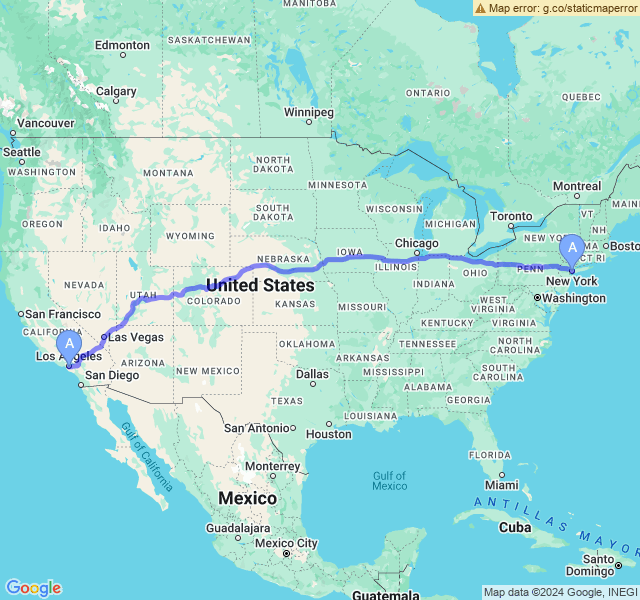 MANITOBA
Map error: g.co/staticmaperror
SASKATCHEWAN
Edmonton
Calgary
ONTARIO
QUEBEC
Winnipeg
Vancouver
Seattle
WASHINGTON
NORTH
DAKOTA
MONTANA
MINNESOTA
Montreal
MAIN
SOUTH
DAKOTA
WISCONSIN
MICHIGAN
Toronto
VT
NH
OREGON
IDAHO
WYOMING
Chicago
NEW YORK
MA
Boston
CT
RI
IOWA
NEBRASKA
ILLINOIS
OHIO
PENN
New York
NEVADA
UTAH
United States
COLORADO
INDIANA
Washington
San Francisco
KANSAS
MISSOURI
WEST
VIRGINIA
VIRGINIA
KENTUCKY
CALIFORNIA
Las Vegas
A
A
Los Angeles
ARIZONA
NEW MEXICO
OKLAHOMA
TENNESSEE
NORTH
CAROLINA
ARKANSAS
MISSISSIPPI
SOUTH
CAROLINA
San Diego
Dallas
ALABAMA
GEORGIA
TEXAS
LOUISIANA
San Antonio
Houston
Gulf of California
FLORIDA
Monterrey
Gulf of
Mexico
Miami
Mexico
ANTILLAS MAYOR
Cuba
Guadalajara
Mexico City
Santo
Domingo
Google
Guatemala
Map data ©2024 Google, INEGI